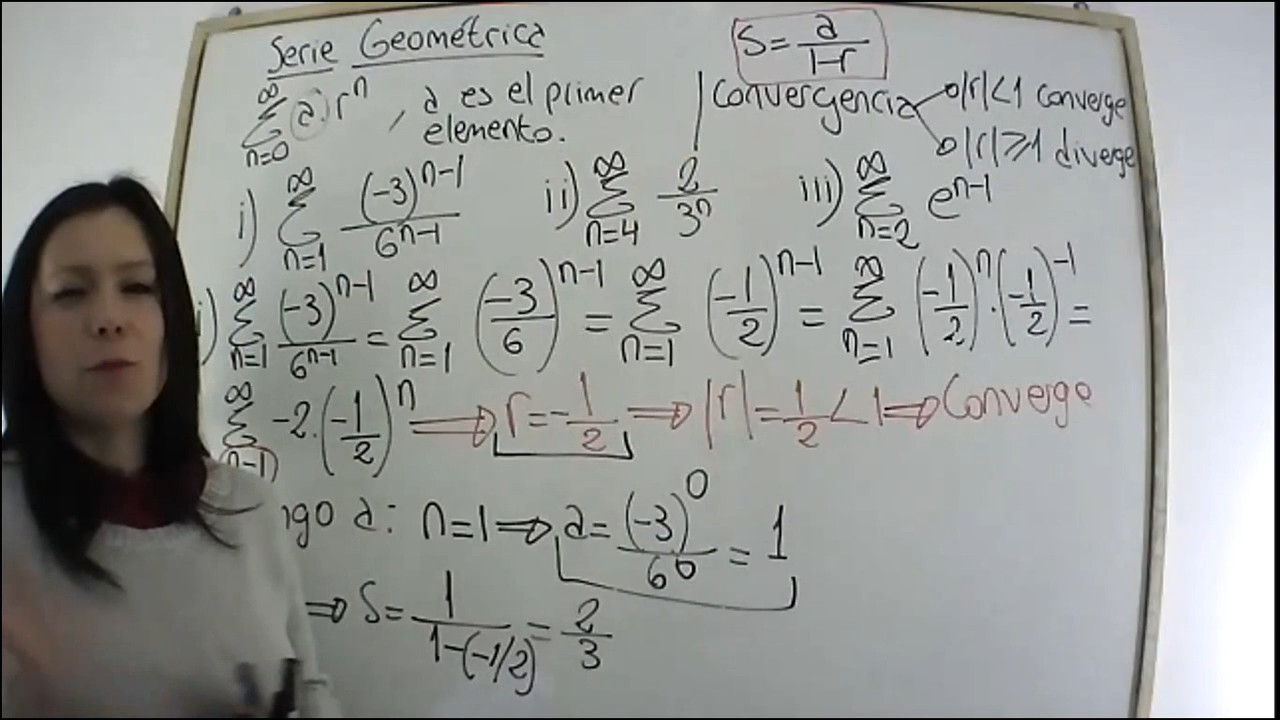 Serie Geométrica
S = a/(1-r)
∑_{n=0}^{∞} a·r^n , a es el primer elemento.
Convergencia
|r|<1 converge
|r|≥1 diverge
i) ∑_{n=1}^{∞} (-3)^{n-1}/6^{n-1}
ii) ∑_{n=4}^{∞} 2/3^n
iii) ∑_{n=2}^{∞} e^{n-1}
i) ∑_{n=1}^{∞} (-3)^{n-1}/6^{n-1} = ∑_{n=1}^{∞} (-3/6)^{n-1} = ∑_{n=1}^{∞} (-1/2)^{n-1} = ∑_{n=1}^{∞} (-1/2)^n·(-1/2)^{-1} =
∑^{∞} -2·(-1/2)^n ⇒ r=-1/2 ⇒ |r|=1/2<1 ⇒ Converge
a: n=1 ⇒ a=(-3)^0/6^0 = 1
⇒ S = 1/(1-(-1/2)) = 2/3